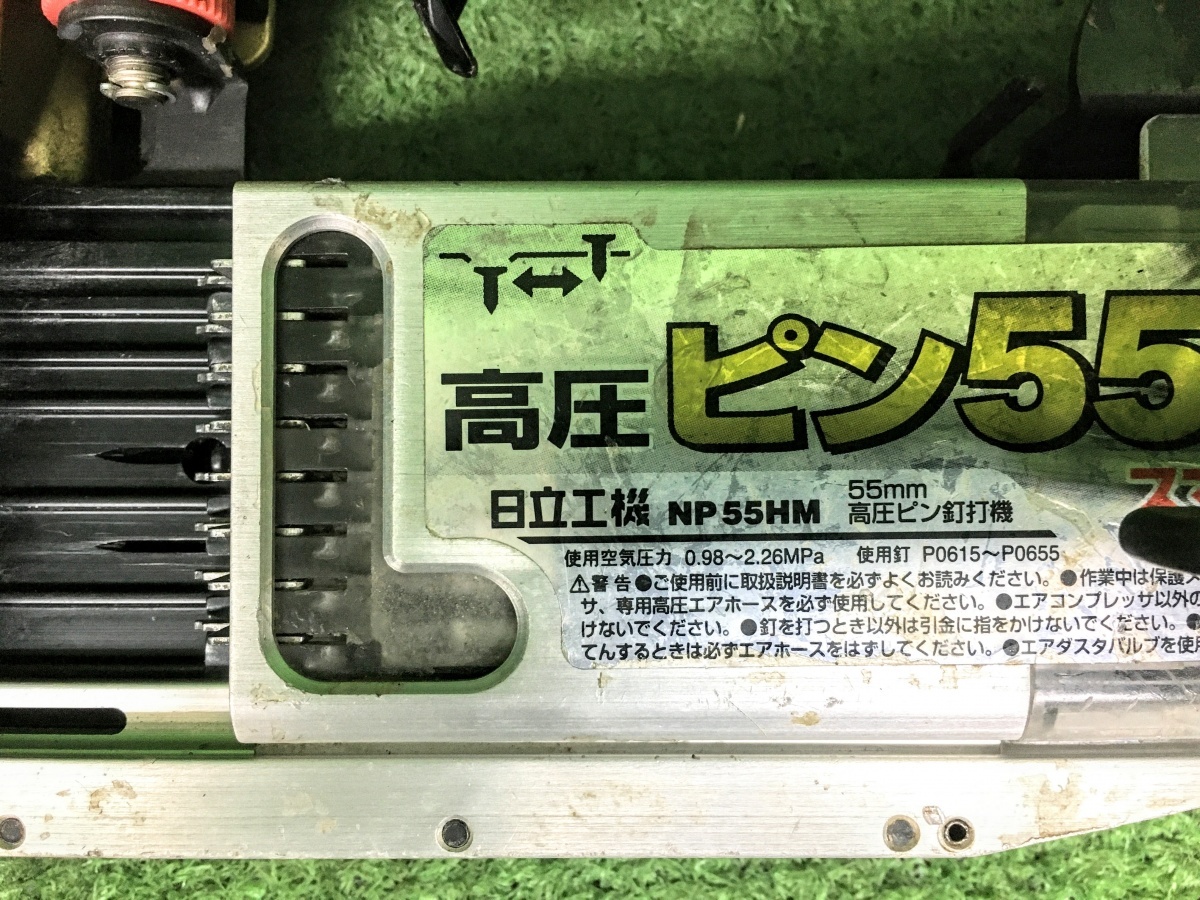 高圧 ピン55
スマ
日立工機 NP55HM
55mm
高圧ピン釘打機
使用空気圧力 0.98～2.26MPa 使用釘 P0615～P0655
⚠警告●ご使用前に取扱説明書を必ずよくお読みください。●作業中は保護メ
サ、専用高圧エアホースを必ず使用してください。●エアコンプレッサ以外の
けないでください。●釘を打つとき以外は引金に指をかけないでください。●
てんするときは必ずエアホースをはずしてください。●エアダスタバルブを使用